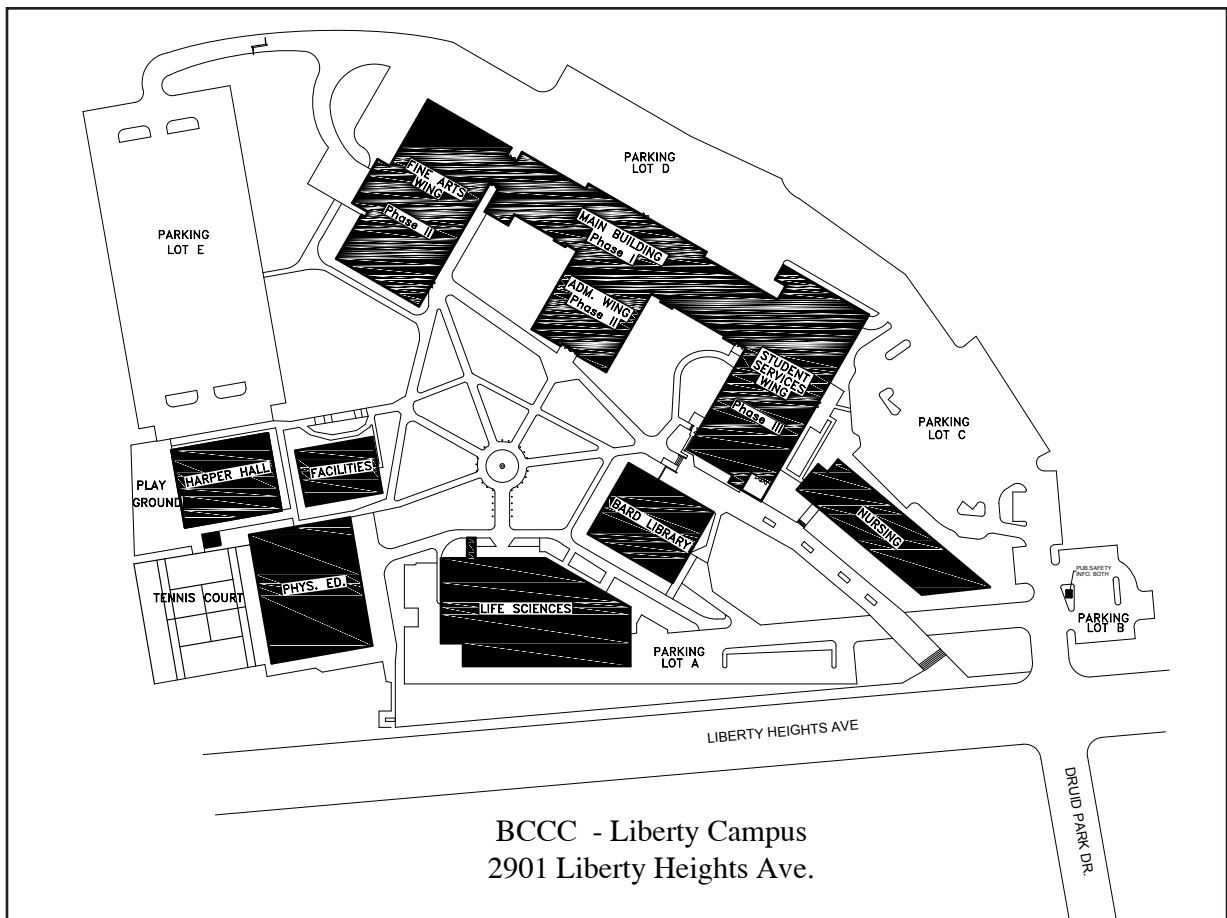 PARKING
LOT D
FINE ARTS
WING
Phase II
MAIN BUILDING
Phase I
PARKING
LOT E
ADM. WING
Phase II
STUDENT
SERVICES
WING
Phase III
PARKING
LOT C
HARPER HALL
FACILITIES
PLAY
GROUND
BARD LIBRARY
NURSING
PUB.SAFETY
INFO. BOTH
PHYS. ED.
TENNIS COURT
LIFE SCIENCES
PARKING
LOT B
PARKING
LOT A
LIBERTY HEIGHTS AVE
DRUID PARK DR.
BCCC - Liberty Campus
2901 Liberty Heights Ave.